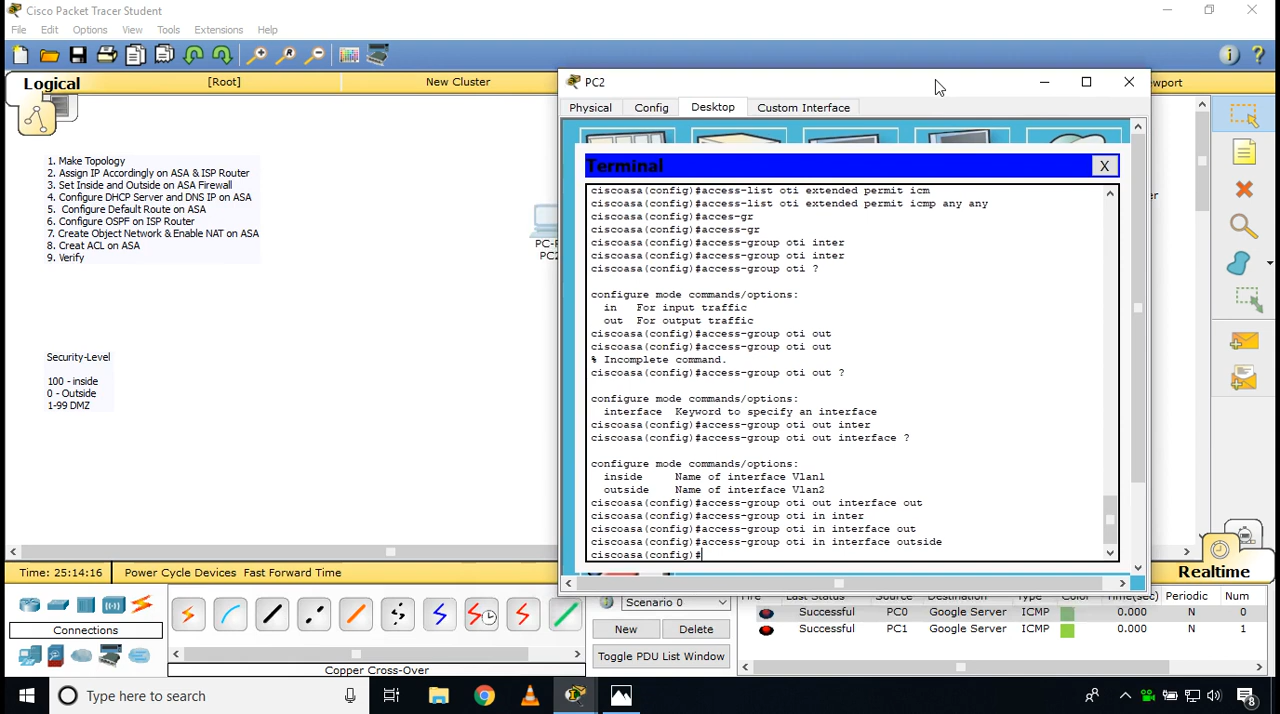 Cisco Packet Tracer Student
File Edit Options View Tools Extensions Help
Logical
[Root]
New Cluster
PC2
Physical Config Desktop Custom Interface
Terminal
X
1. Make Topology
2. Assign IP Accordingly on ASA & ISP Router
3. Set Inside and Outside on ASA Firewall
4. Configure DHCP Server and DNS IP on ASA
5. Configure Default Route on ASA
6. Configure OSPF on ISP Router
7. Create Object Network & Enable NAT on ASA
8. Creat ACL on ASA
9. Verify
Security-Level
100 - inside
0 - Outside
1-99 DMZ
ciscoasa(config)#access-list oti extended permit icm
ciscoasa(config)#access-list oti extended permit icmp any any
ciscoasa(config)#acces-gr
ciscoasa(config)#access-gr
ciscoasa(config)#access-group oti inter
ciscoasa(config)#access-group oti inter
ciscoasa(config)#access-group oti ?
configure mode commands/options:
in For input traffic
out For output traffic
ciscoasa(config)#access-group oti out
ciscoasa(config)#access-group oti out
% Incomplete command.
ciscoasa(config)#access-group oti out ?
configure mode commands/options:
interface Keyword to specify an interface
ciscoasa(config)#access-group oti out inter
ciscoasa(config)#access-group oti out interface ?
configure mode commands/options:
inside Name of interface Vlan1
outside Name of interface Vlan2
ciscoasa(config)#access-group oti out interface out
ciscoasa(config)#access-group oti in inter
ciscoasa(config)#access-group oti in interface out
ciscoasa(config)#access-group oti in interface outside
ciscoasa(config)#
Time: 25:14:16 Power Cycle Devices Fast Forward Time
Realtime
Connections
Copper Cross-Over
Scenario 0
New Delete
Toggle PDU List Window
Last Status Source Destination Type Time(sec) Periodic Num
Successful PC0 Google Server ICMP 0.000 N 0
Successful PC1 Google Server ICMP 0.000 N 1
Type here to search
8